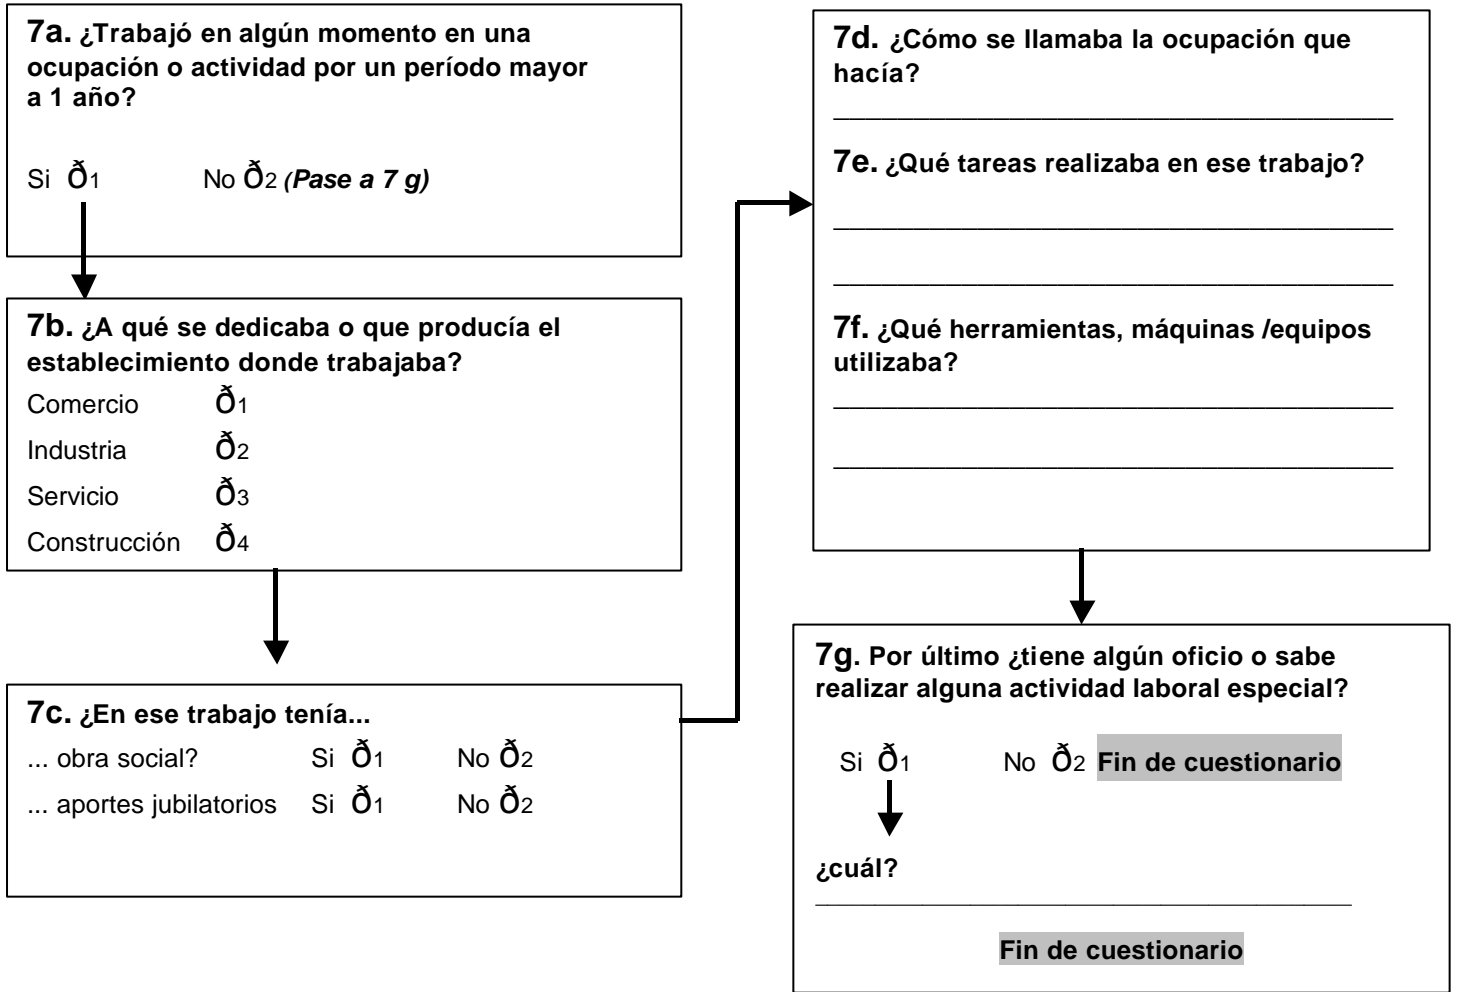 7a. ¿Trabajó en algún momento en una
ocupación o actividad por un período mayor
a 1 año?
Si ð1 No ð2 (Pase a 7 g)
7b. ¿A qué se dedicaba o que producía el
establecimiento donde trabajaba?
Comercio ð1
Industria ð2
Servicio ð3
Construcción ð4
7c. ¿En ese trabajo tenía...
... obra social? Si ð1 No ð2
... aportes jubilatorios Si ð1 No ð2
7d. ¿Cómo se llamaba la ocupación que
hacía?
7e. ¿Qué tareas realizaba en ese trabajo?
7f. ¿Qué herramientas, máquinas /equipos
utilizaba?
7g. Por último ¿tiene algún oficio o sabe
realizar alguna actividad laboral especial?
Si ð1 No ð2 Fin de cuestionario
¿cuál?
Fin de cuestionario